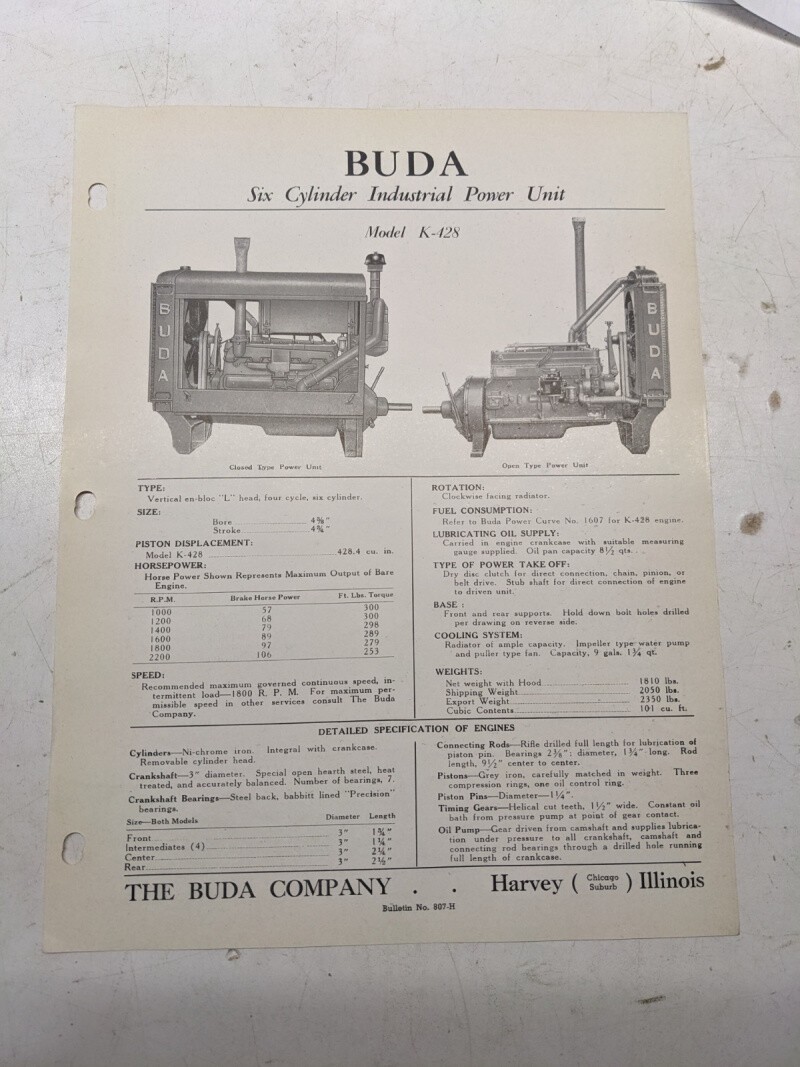 BUDA
Six Cylinder Industrial Power Unit
Model K-428
BUDA
BUDA
Closed Type Power Unit
Open Type Power Unit
TYPE:
Vertical en-bloc "L" head, four cycle, six cylinder.
SIZE:
Bore 4⅜"
Stroke 4¾"
PISTON DISPLACEMENT:
Model K-428 428.4 cu. in.
HORSEPOWER:
Horse Power Shown Represents Maximum Output of Bare
Engine.
R.P.M. Brake Horse Power Ft. Lbs. Torque
1000 57 300
1200 68 300
1400 79 298
1600 89 289
1800 97 279
2200 106 253
SPEED:
Recommended maximum governed continuous speed, in-
termittent load—1800 R. P. M. For maximum per-
missible speed in other services consult The Buda
Company.
ROTATION:
Clockwise facing radiator.
FUEL CONSUMPTION:
Refer to Buda Power Curve No. 1607 for K-428 engine.
LUBRICATING OIL SUPPLY:
Carried in engine crankcase with suitable measuring
gauge supplied. Oil pan capacity 8½ qts.
TYPE OF POWER TAKE OFF:
Dry disc clutch for direct connection, chain, pinion, or
belt drive. Stub shaft for direct connection of engine
to driven unit.
BASE :
Front and rear supports. Hold down bolt holes drilled
per drawing on reverse side.
COOLING SYSTEM:
Radiator of ample capacity. Impeller type water pump
and puller type fan. Capacity, 9 gals. 1¾ qt.
WEIGHTS:
Net weight with Hood 1810 lbs.
Shipping Weight 2050 lbs.
Export Weight 2350 lbs.
Cubic Contents 101 cu. ft.
DETAILED SPECIFICATION OF ENGINES
Cylinders—Ni-chrome iron. Integral with crankcase.
Removable cylinder head.
Crankshaft—3" diameter. Special open hearth steel, heat
treated, and accurately balanced. Number of bearings, 7.
Crankshaft Bearings—Steel back, babbitt lined "Precision"
bearings.
Size—Both Models Diameter Length
Front 3" 1¾"
Intermediates (4) 3" 1¼"
Center 3" 2¼"
Rear 3" 2½"
Connecting Rods—Rifle drilled full length for lubrication of
piston pin. Bearings 2⅜": diameter, 1¾" long. Rod
length, 9½" center to center.
Pistons—Grey iron, carefully matched in weight. Three
compression rings, one oil control ring.
Piston Pins—Diameter—1¼".
Timing Gears—Helical cut teeth, 1½" wide. Constant oil
bath from pressure pump at point of gear contact.
Oil Pump—Gear driven from camshaft and supplies lubrica-
tion under pressure to all crankshaft, camshaft and
connecting rod bearings through a drilled hole running
full length of crankcase.
THE BUDA COMPANY . . Harvey ( Chicago Suburb ) Illinois
Bulletin No. 807-H